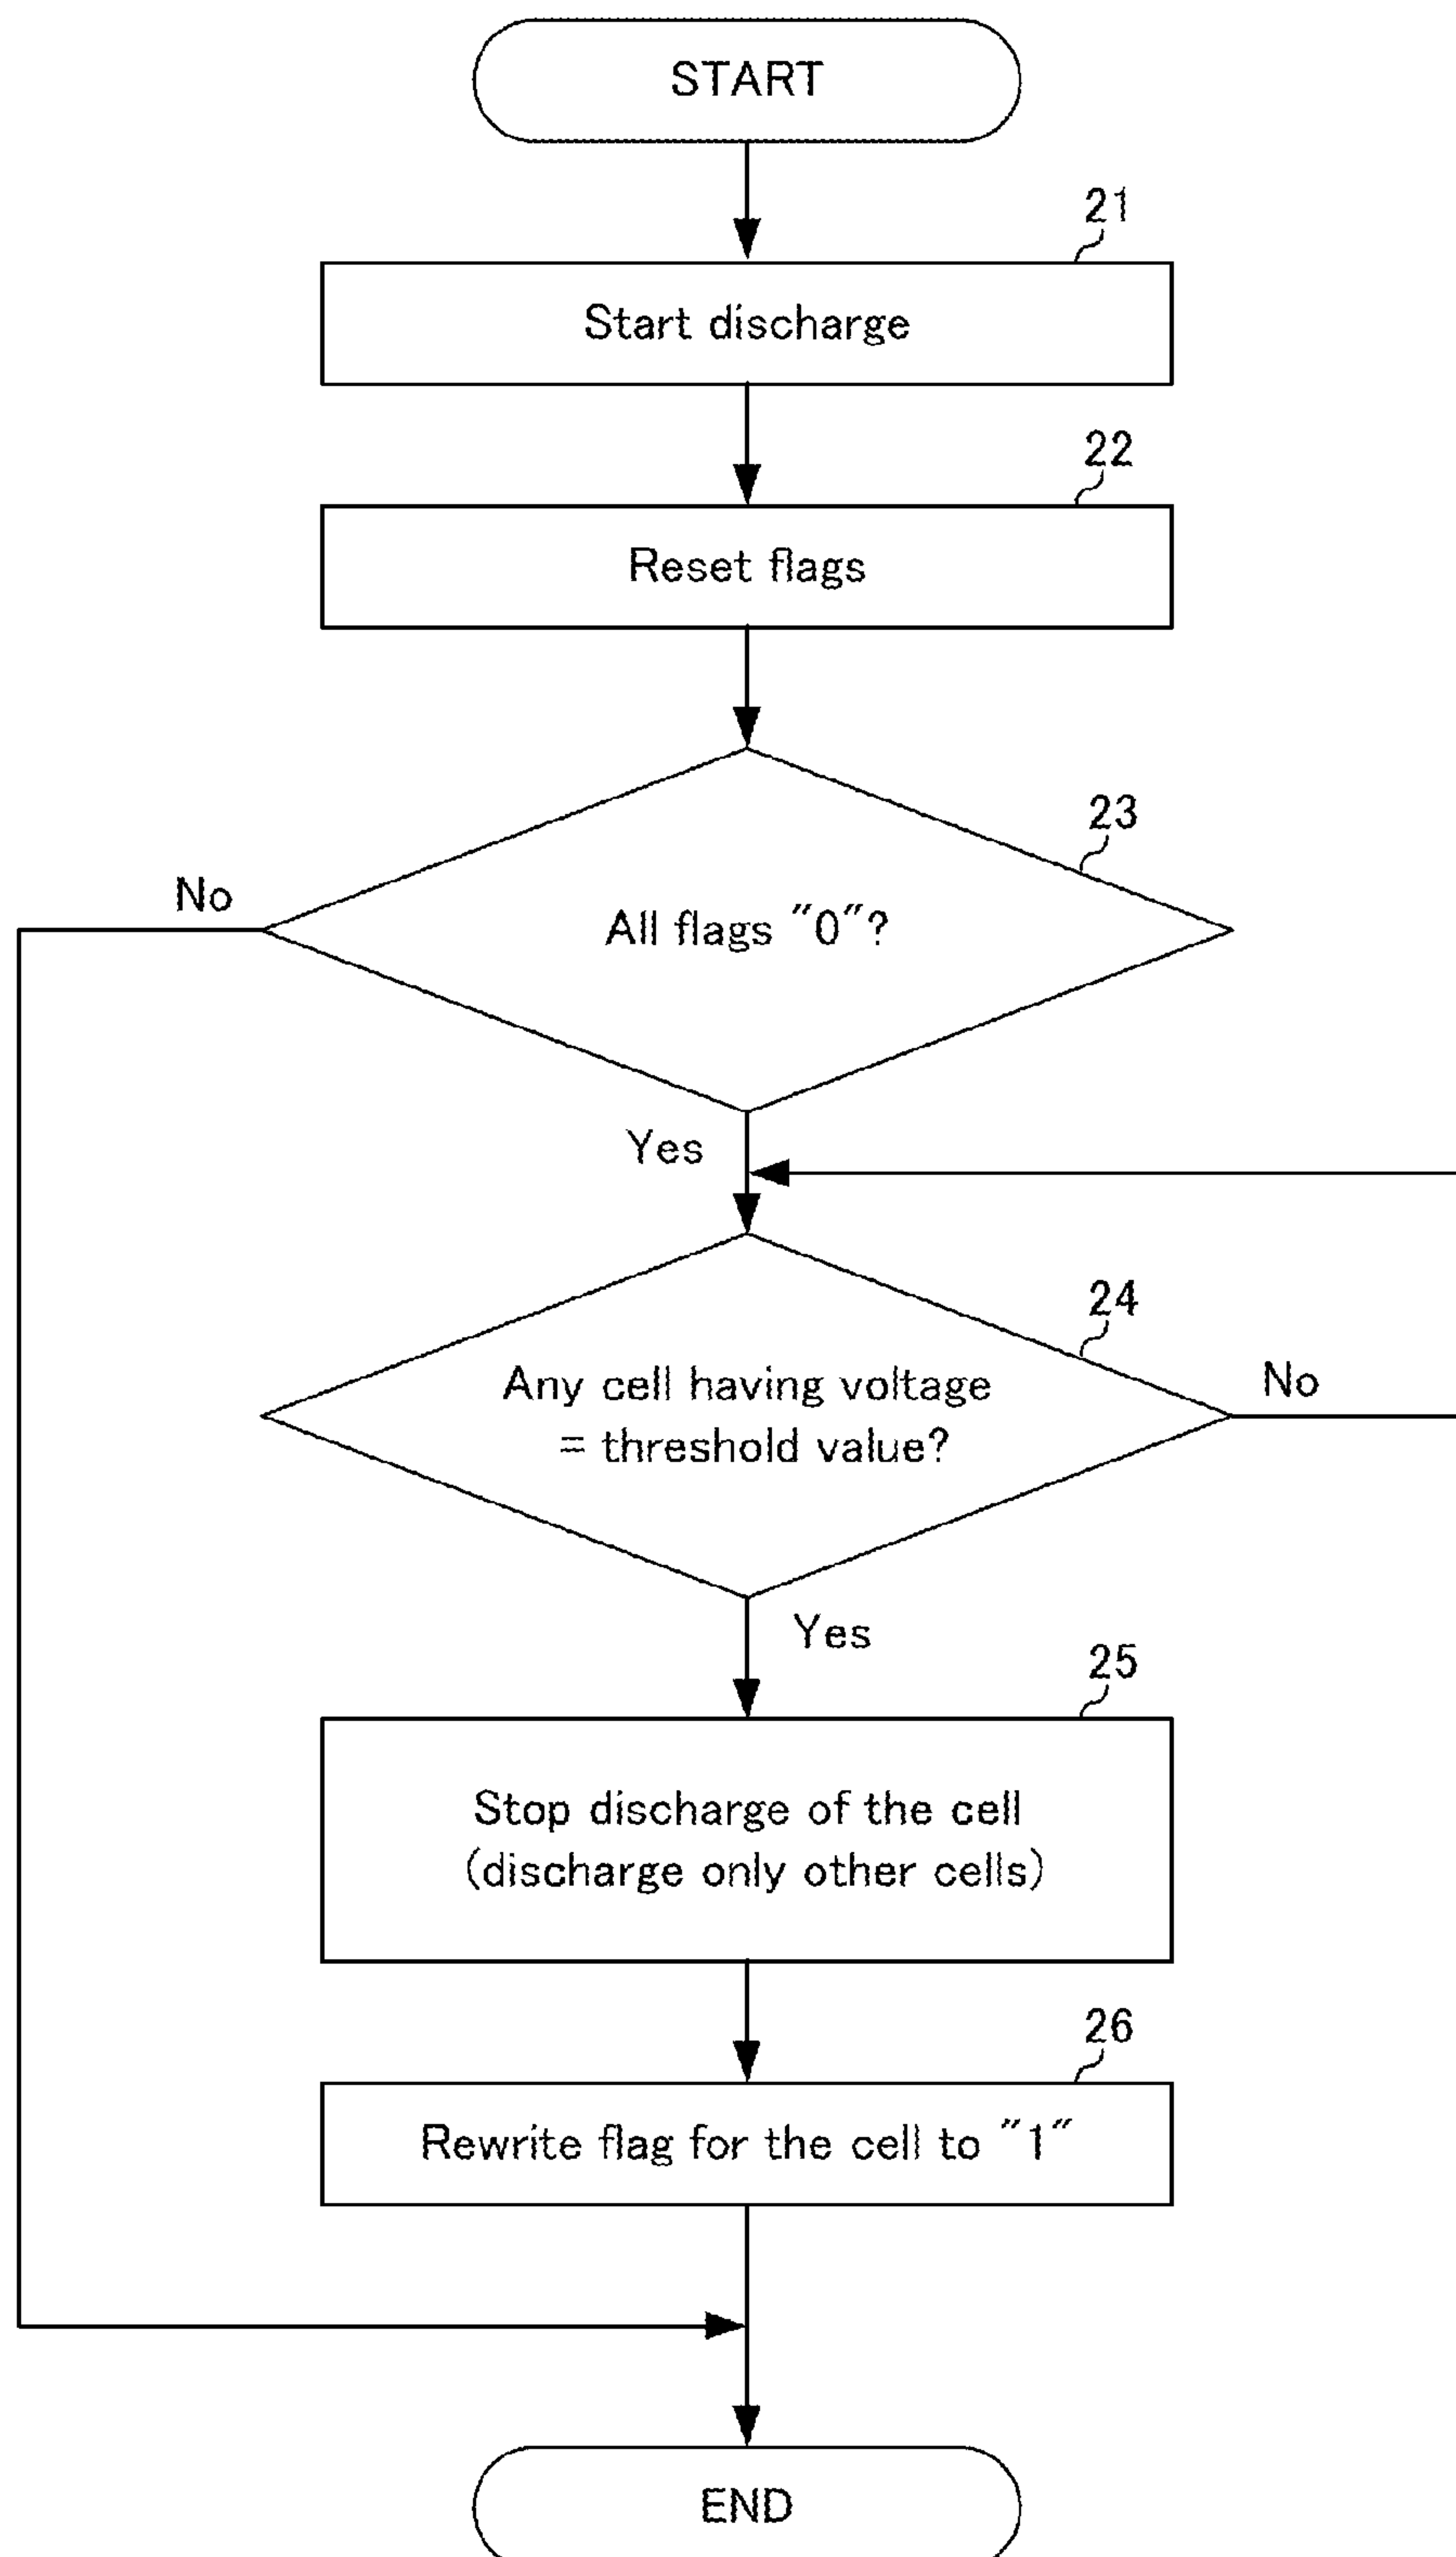 START
21
Start discharge
22
Reset flags
23
No
All flags "0"?
Yes
24
Any cell having voltage
= threshold value?
No
Yes
25
Stop discharge of the cell
(discharge only other cells)
26
Rewrite flag for the cell to "1"
END